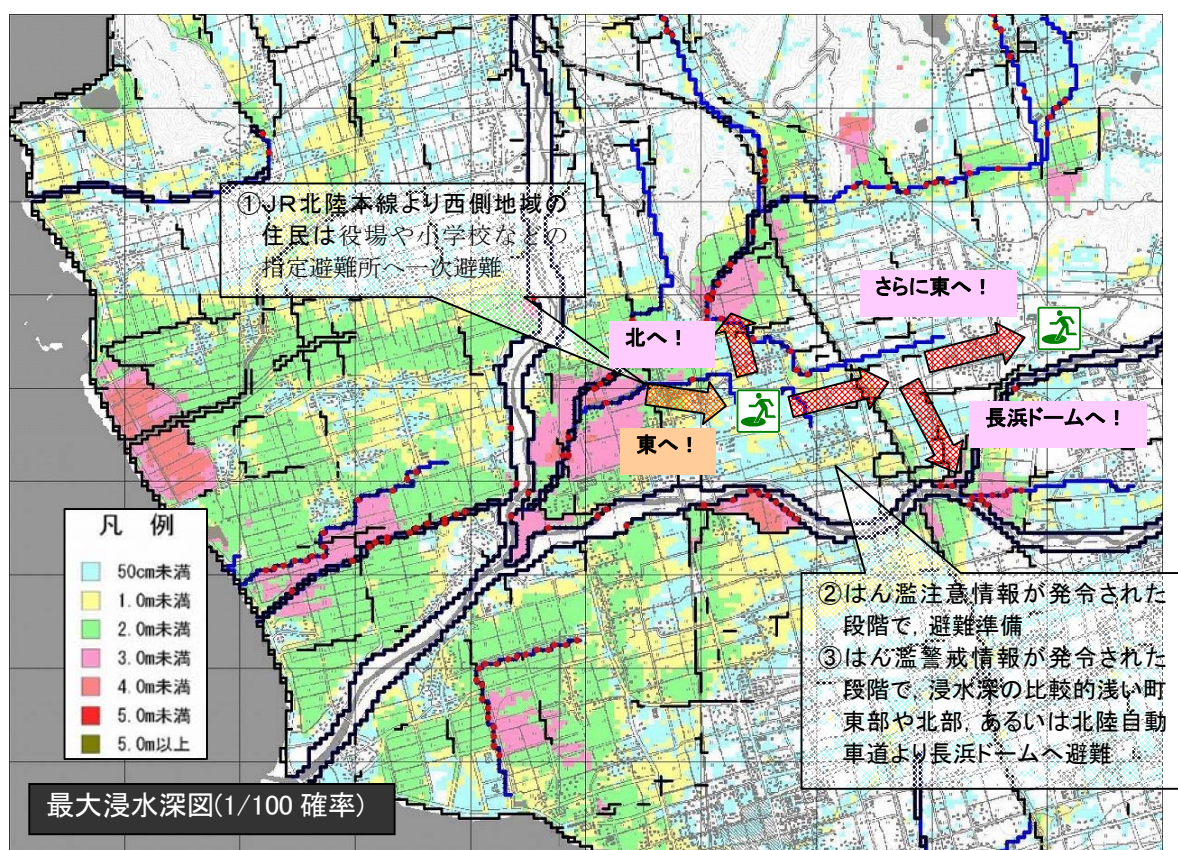 ①JR北陸本線より西側地域の
住民は役場や小学校などの
指定避難所へ一次避難
さらに東へ！
北へ！
長浜ドームへ！
東へ！
凡 例
50cm未満
1.0m未満
2.0m未満
3.0m未満
4.0m未満
5.0m未満
5.0m以上
②はん濫注意情報が発令された
段階で，避難準備
③はん濫警戒情報が発令された
段階で，浸水深の比較的浅い町
東部や北部，あるいは北陸自動
車道より長浜ドームへ避難
最大浸水深図(1/100 確率)